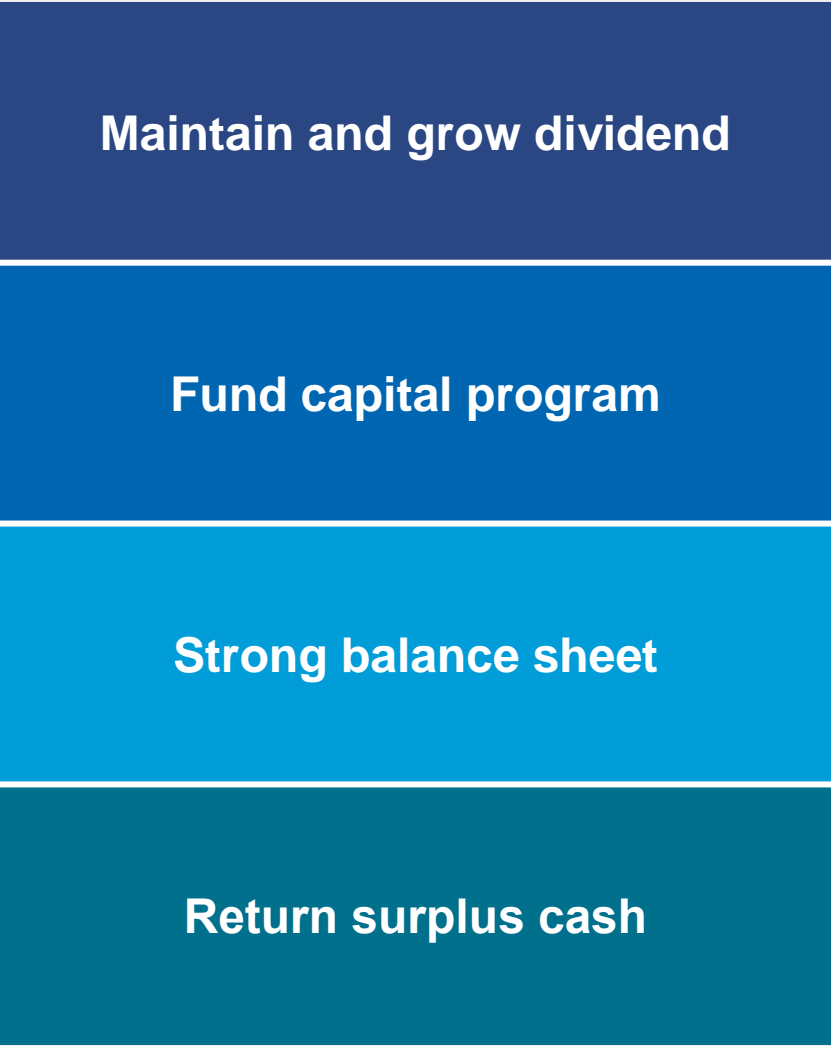 Maintain and grow dividend
Fund capital program
Strong balance sheet
Return surplus cash